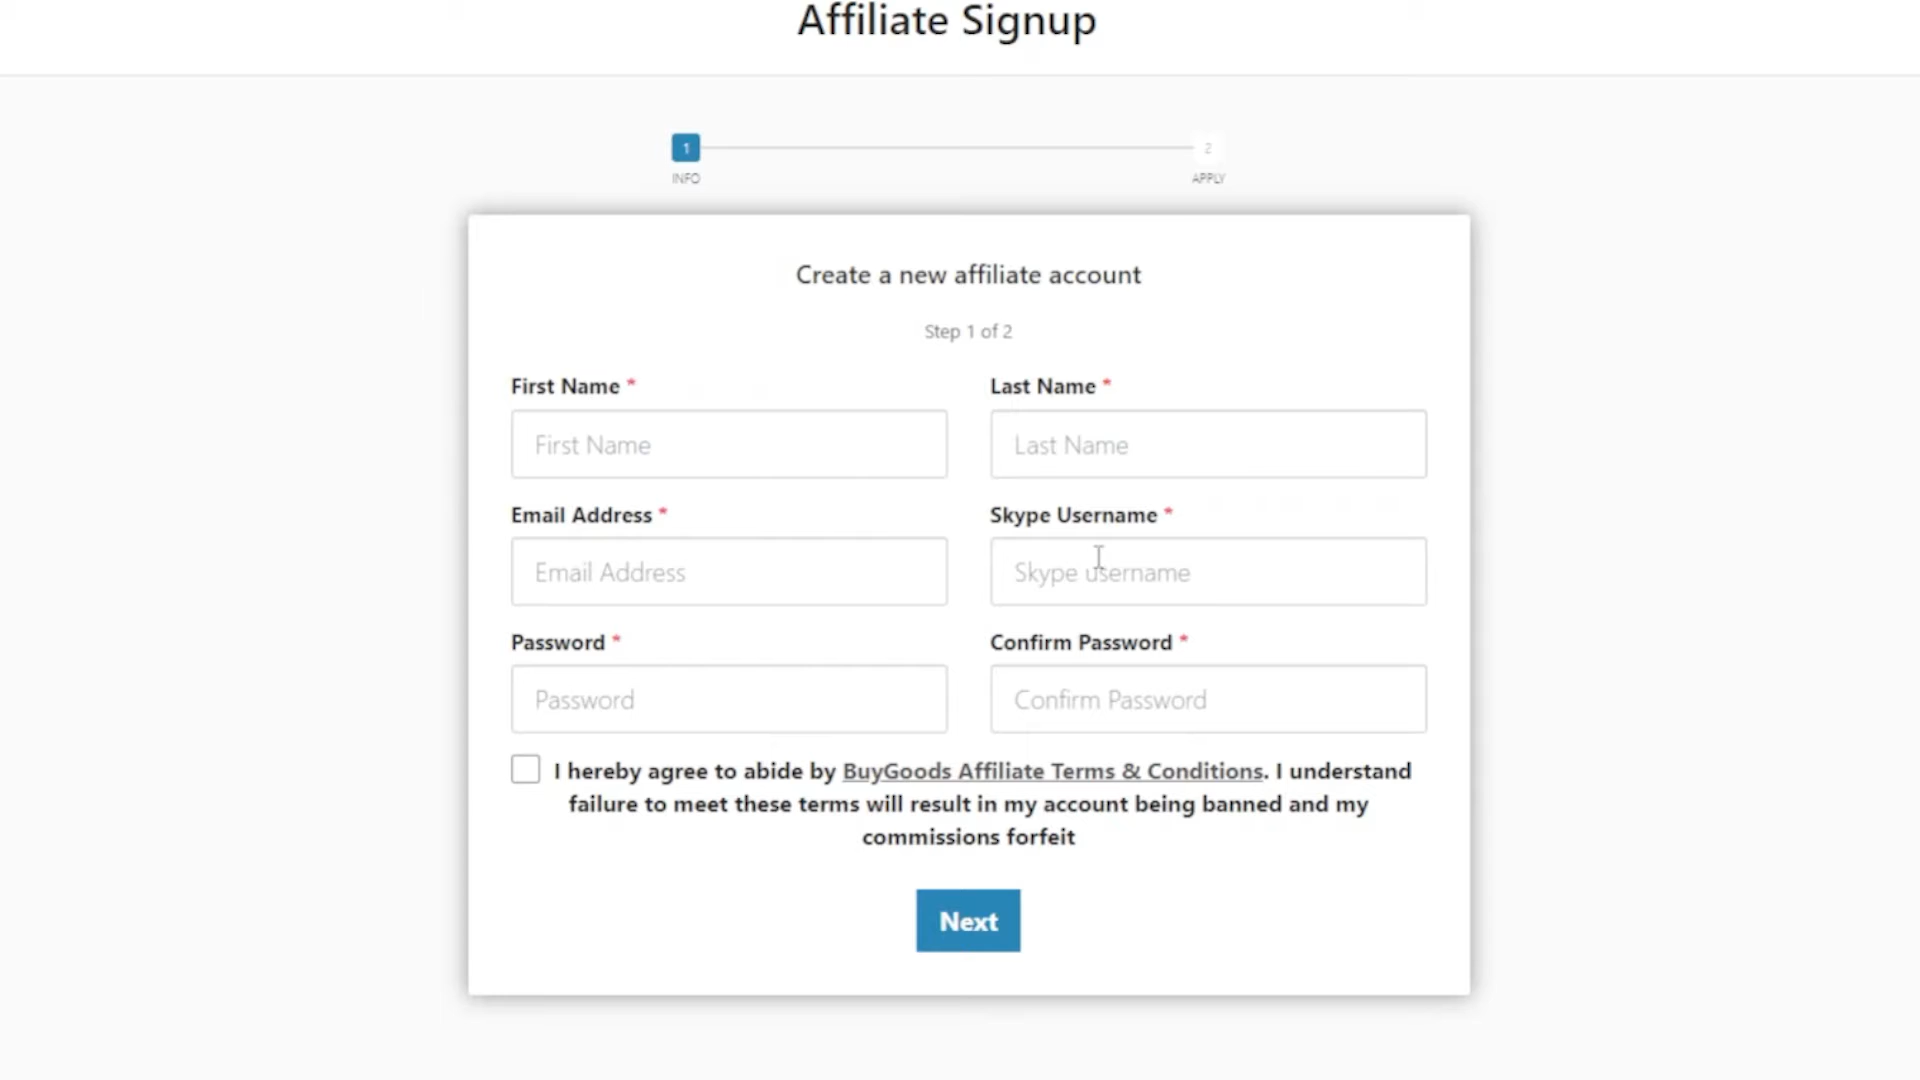 Affiliate Signup
1
2
INFO
APPLY
Create a new affiliate account
Step 1 of 2
First Name *
Last Name *
First Name
Last Name
Email Address *
Skype Username *
Email Address
Skype username
Password *
Confirm Password *
Password
Confirm Password
I hereby agree to abide by BuyGoods Affiliate Terms & Conditions. I understand
failure to meet these terms will result in my account being banned and my
commissions forfeit
Next